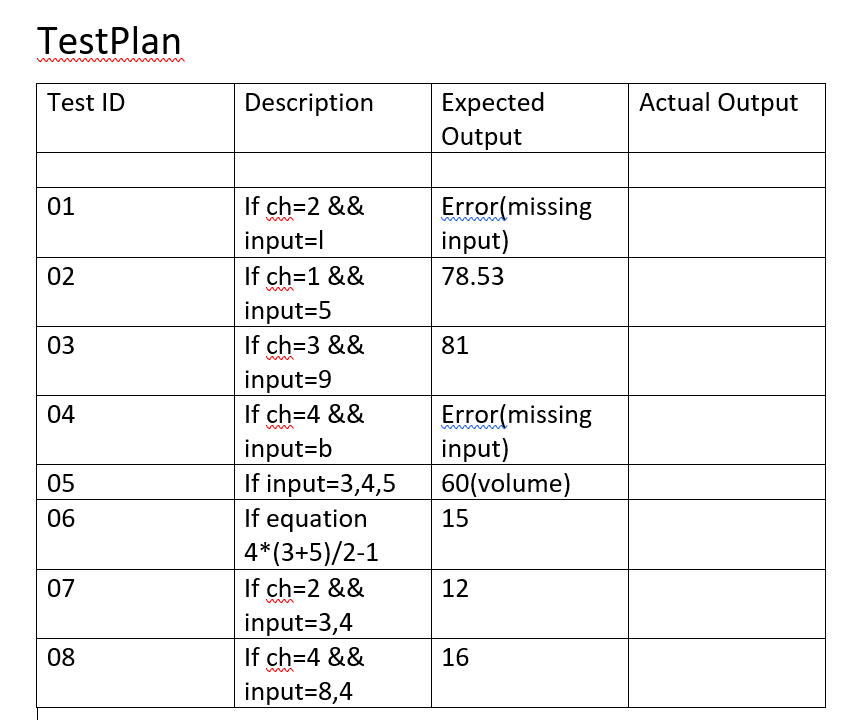 TestPlan
Test ID Description Expected Output Actual Output
01 If ch=2 && input=l Error(missing input)
02 If ch=1 && input=5 78.53
03 If ch=3 && input=9 81
04 If ch=4 && input=b Error(missing input)
05 If input=3,4,5 60(volume)
06 If equation 4*(3+5)/2-1 15
07 If ch=2 && input=3,4 12
08 If ch=4 && input=8,4 16